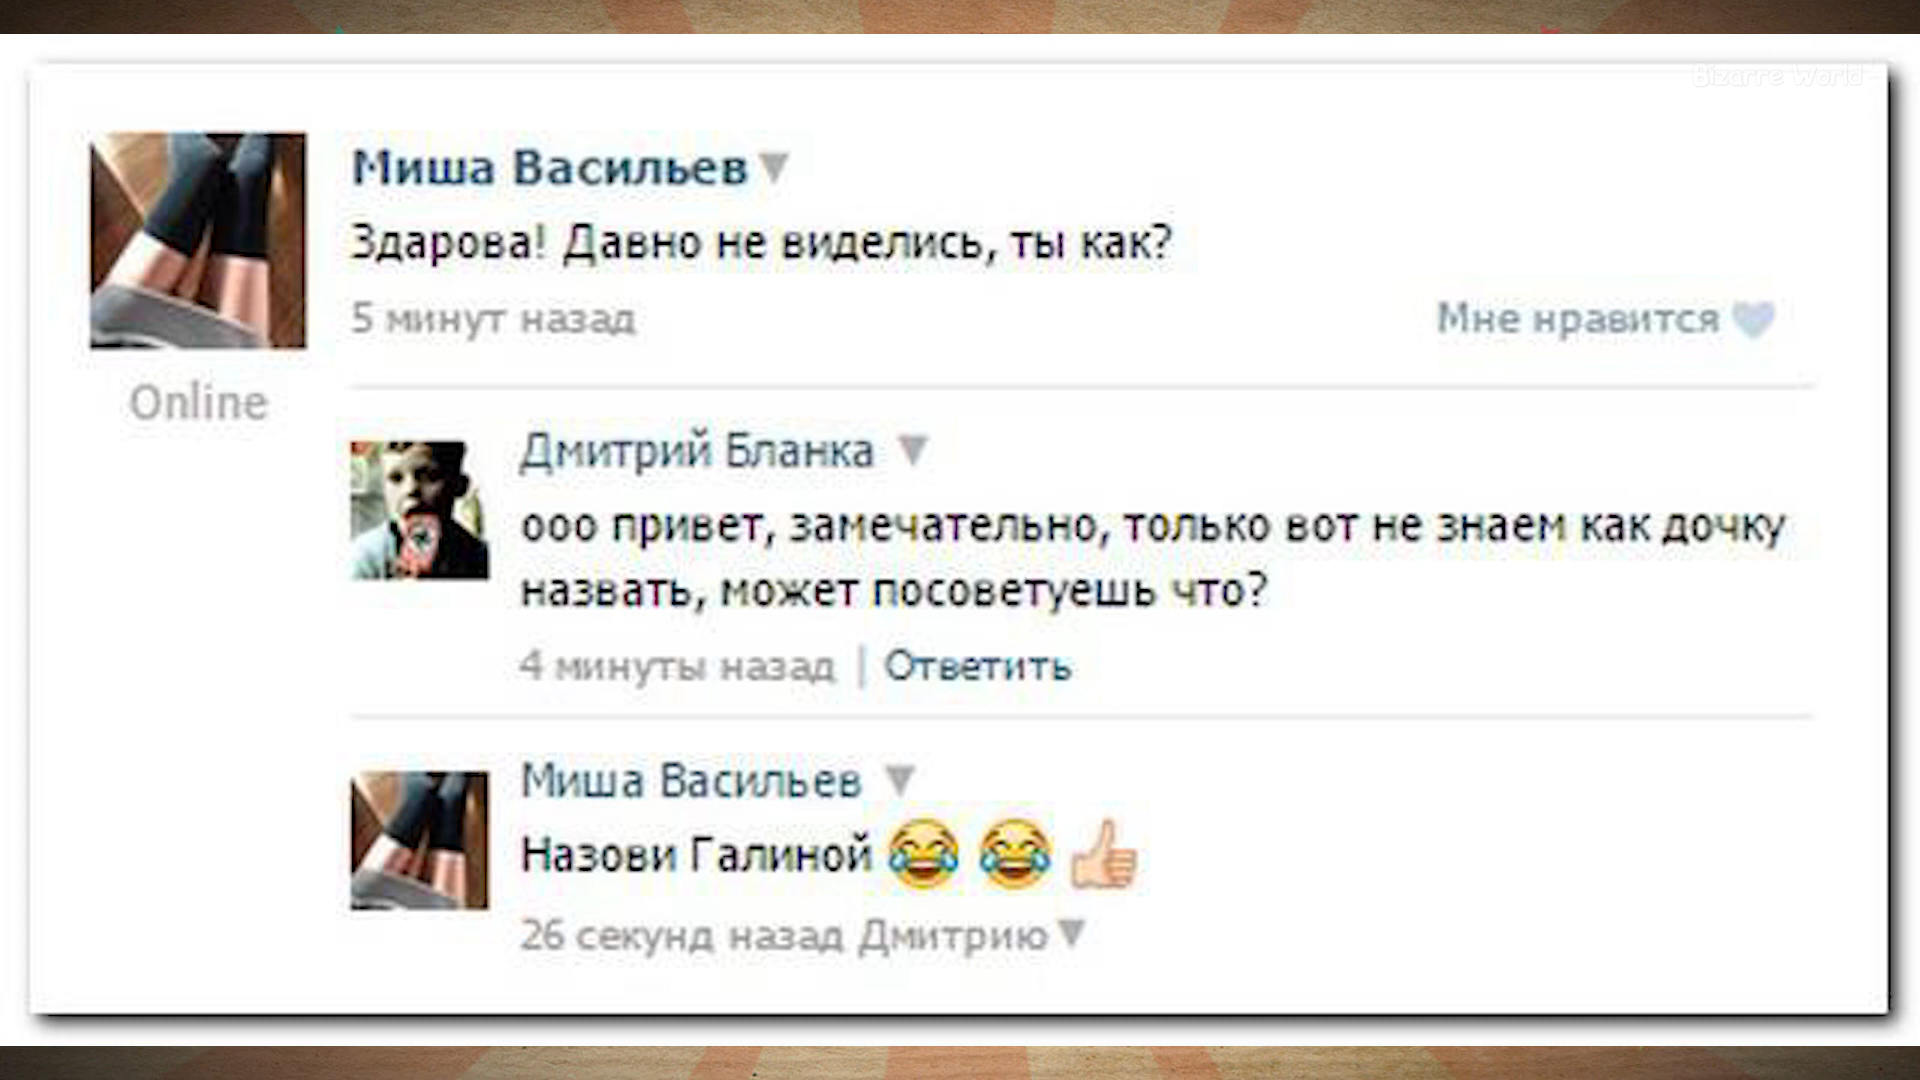 Bizarre World
Миша Васильев
Здарова! Давно не виделись, ты как?
5 минут назад
Мне нравится
Online
Дмитрий Бланка
ооо привет, замечательно, только вот не знаем как дочку
назвать, может посоветуешь что?
4 минуты назад | Ответить
Миша Васильев
Назови Галиной 😂 😂 👍
26 секунд назад Дмитрию